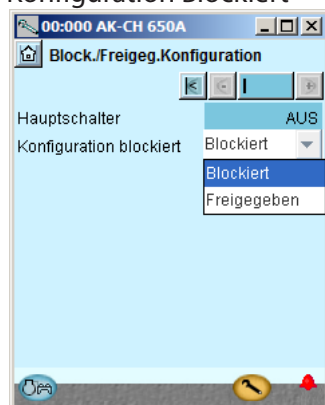 Konfiguration Blockiert
00:000 AK-CH 650A
Block./Freigeg.Konfiguration
Hauptschalter AUS
Konfiguration blockiert Blockiert
Blockiert
Freigegeben